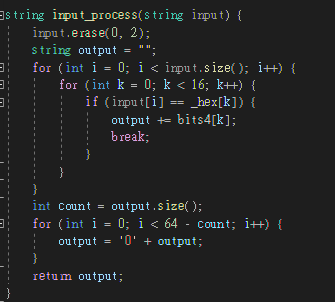 string input_process(string input) {
    input.erase(0, 2);
    string output = "";
    for (int i = 0; i < input.size(); i++) {
        for (int k = 0; k < 16; k++) {
            if (input[i] == _hex[k]) {
                output += bits4[k];
                break;
            }
        }
    }
    int count = output.size();
    for (int i = 0; i < 64 - count; i++) {
        output = '0' + output;
    }
    return output;
}